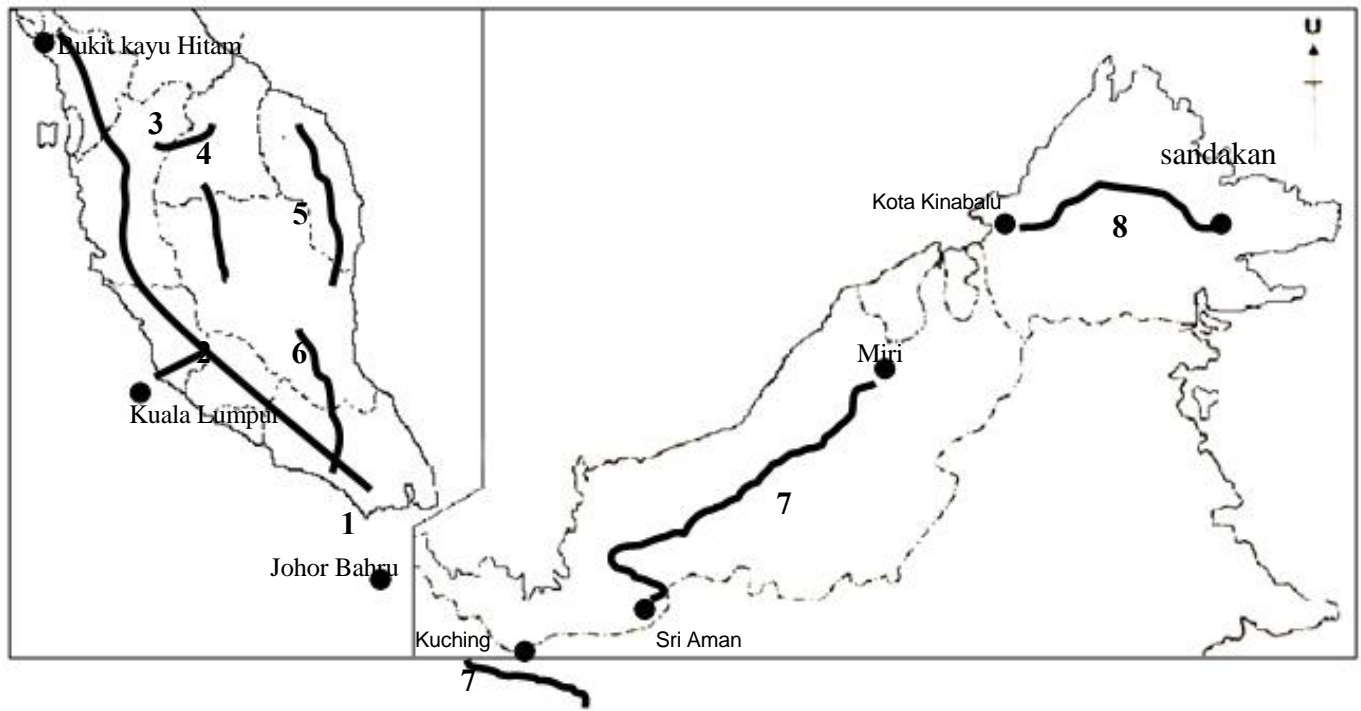 U
Bukit kayu Hitam
3
4
sandakan
Kota Kinabalu
5
8
2
6
Miri
Kuala Lumpur
7
1
Johor Bahru
Kuching
Sri Aman
7